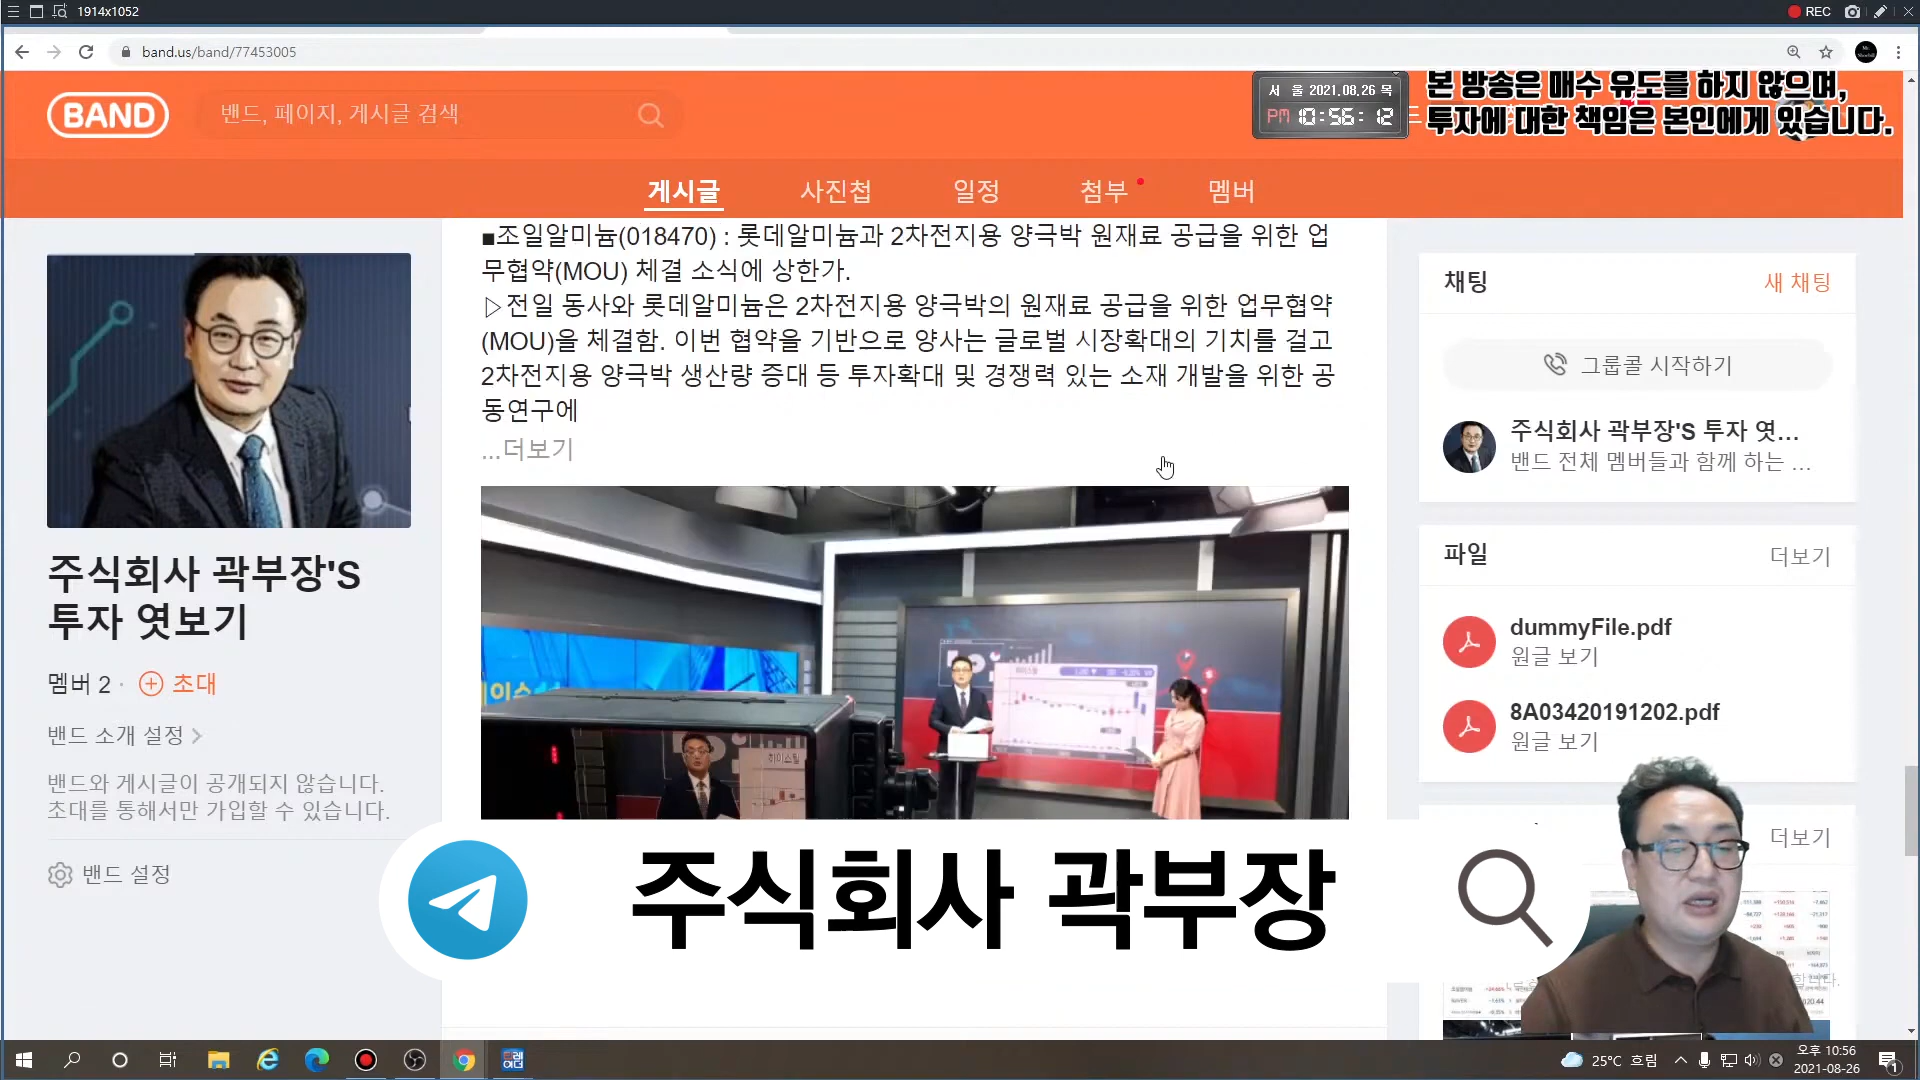 1914x1052
REC
band.us/band/77453005
BAND
밴드, 페이지, 게시글 검색
서 울 2021.08.26 목
PM 10:56:12
본 방송은 매수 유도를 하지 않으며,
투자에 대한 책임은 본인에게 있습니다.
게시글
사진첩
일정
첨부
멤버
■조일알미늄(018470) : 롯데알미늄과 2차전지용 양극박 원재료 공급을 위한 업
무협약(MOU) 체결 소식에 상한가.
▷전일 동사와 롯데알미늄은 2차전지용 양극박의 원재료 공급을 위한 업무협약
(MOU)을 체결함. 이번 협약을 기반으로 양사는 글로벌 시장확대의 기치를 걸고
2차전지용 양극박 생산량 증대 등 투자확대 및 경쟁력 있는 소재 개발을 위한 공
동연구에
...더보기
주식회사 곽부장'S
투자 엿보기
멤버 2 · 초대
밴드 소개 설정
밴드와 게시글이 공개되지 않습니다.
초대를 통해서만 가입할 수 있습니다.
밴드 설정
채팅
새 채팅
그룹콜 시작하기
주식회사 곽부장'S 투자 엿...
밴드 전체 멤버들과 함께 하는 ...
파일
더보기
dummyFile.pdf
원글 보기
8A03420191202.pdf
원글 보기
더보기
하이스틸
주식회사 곽부장
25°C 흐림
오후 10:56
2021-08-26